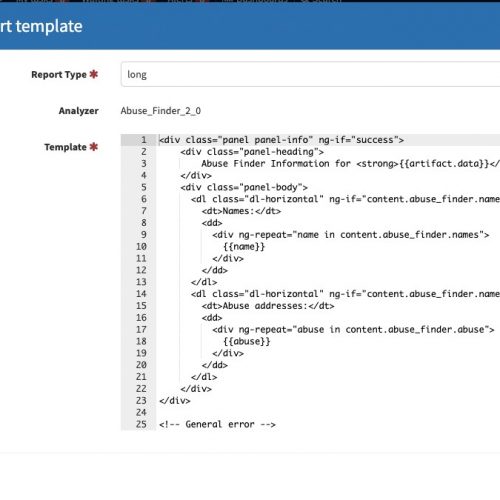 rt template
Report Type *
long
Analyzer
Abuse_Finder_2_0
Template *
1 <div class="panel panel-info" ng-if="success">
2     <div class="panel-heading">
3         Abuse Finder Information for <strong>{{artifact.data}}</
4     </div>
5     <div class="panel-body">
6       <dl class="dl-horizontal" ng-if="content.abuse_finder.name
7         <dt>Names:</dt>
8         <dd>
9           <div ng-repeat="name in content.abuse_finder.names">
10             {{name}}
11           </div>
12         </dd>
13       </dl>
14       <dl class="dl-horizontal" ng-if="content.abuse_finder.name
15         <dt>Abuse addresses:</dt>
16         <dd>
17           <div ng-repeat="abuse in content.abuse_finder.abuse">
18             {{abuse}}
19           </div>
20         </dd>
21       </dl>
22     </div>
23 </div>
24
25 <!-- General error -->